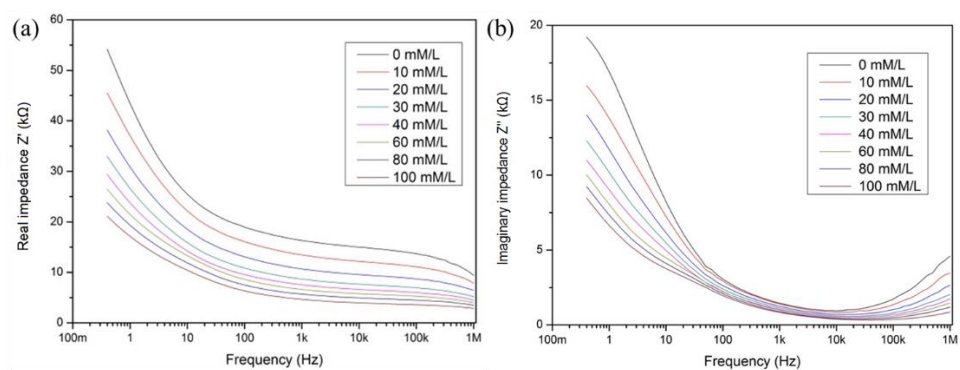 (a)
60
50
40
30
20
10
0
Real impedance Z' (kΩ)
0 mM/L
10 mM/L
20 mM/L
30 mM/L
40 mM/L
60 mM/L
80 mM/L
100 mM/L
100m 1 10 100 1k 10k 100k 1M
Frequency (Hz)
(b)
20
15
10
5
0
Imaginary impedance Z'' (kΩ)
0 mM/L
10 mM/L
20 mM/L
30 mM/L
40 mM/L
60 mM/L
80 mM/L
100 mM/L
100m 1 10 100 1k 10k 100k 1M
Frequency (Hz)